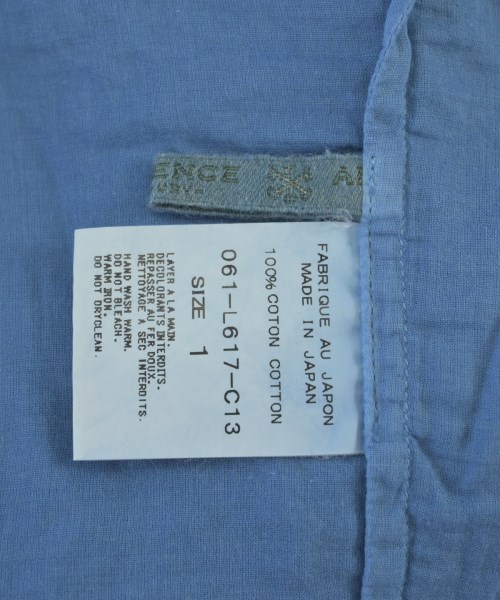 ENCE
FABRIQUE AU JAPON
MADE IN JAPAN
100% COTON COTTON
061-L617-C13
SIZE 1
LAYER A LA MAIN.
DECOLORANTS INTERDITS.
REPASSER AU FER DOUX.
NETTOYAGE A SEC INTERDITS.
HAND WASH WARM.
DO NOT BLEACH.
WARM IRON.
DO NOT DRYCLEAN.